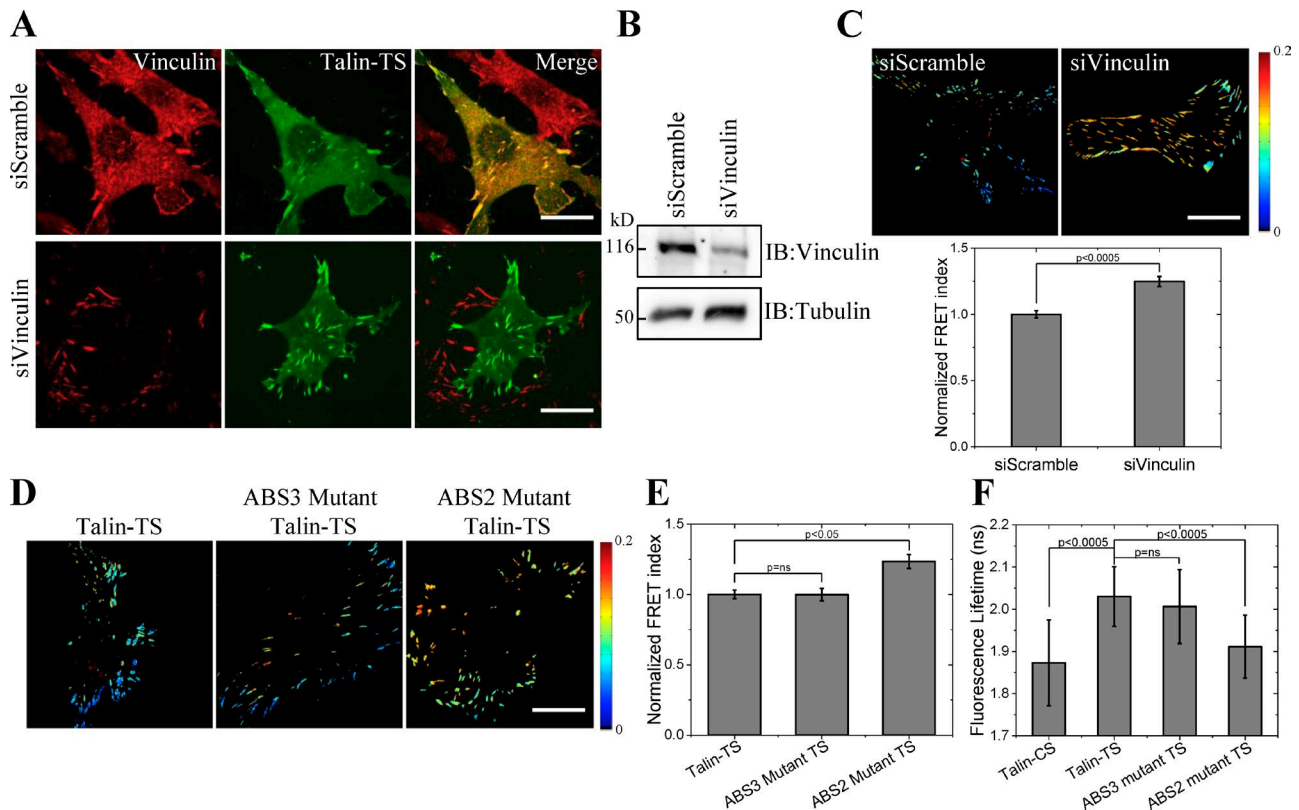 A
B
C
Vinculin
Talin-TS
Merge
siScramble
siVinculin
siScramble
siVinculin
kD
116
IB:Vinculin
50
IB:Tubulin
siScramble
siVinculin
0.2
0
Normalized FRET index
1.5
1.0
0.5
0.0
p<0.0005
siScramble
siVinculin
D
Talin-TS
ABS3 Mutant
Talin-TS
ABS2 Mutant
Talin-TS
0.2
0
E
Normalized FRET index
1.5
1.0
0.5
0.0
p<0.05
p=ns
Talin-TS
ABS3 Mutant TS
ABS2 Mutant TS
F
Fluorescence Lifetime (ns)
2.2
2.1
2.0
1.9
1.8
1.7
p<0.0005
p<0.0005
p=ns
Talin-CS
Talin-TS
ABS3 mutant TS
ABS2 mutant TS